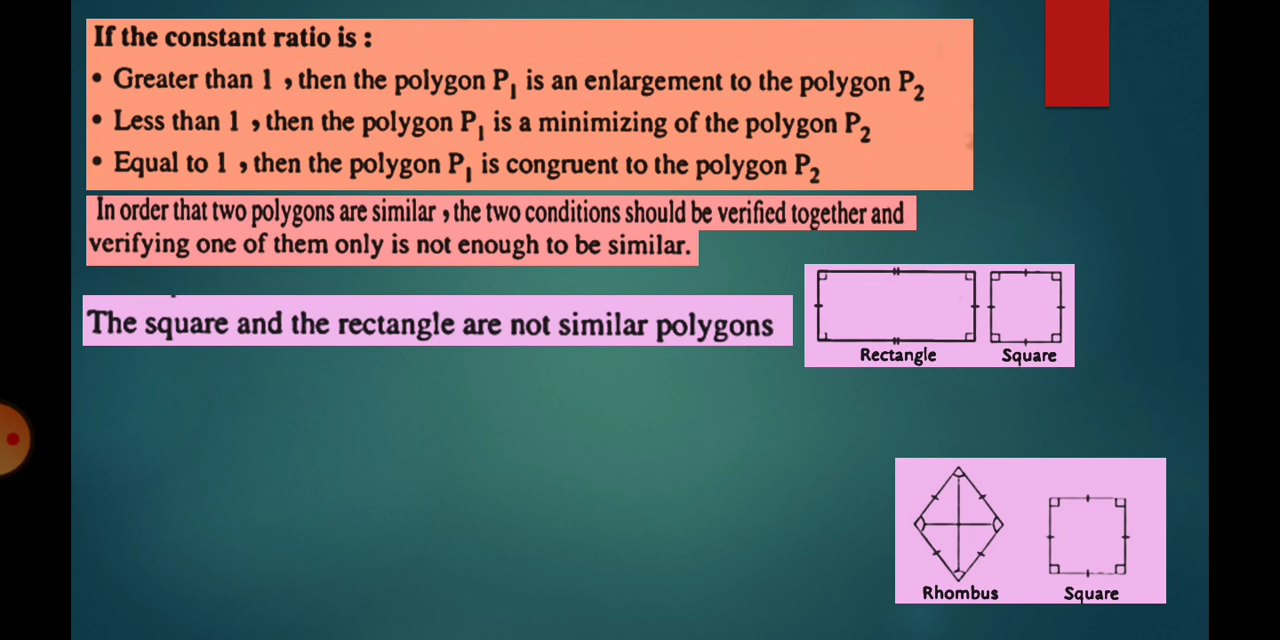 If the constant ratio is :
• Greater than 1 , then the polygon P₁ is an enlargement to the polygon P₂
• Less than 1 , then the polygon P₁ is a minimizing of the polygon P₂
• Equal to 1 , then the polygon P₁ is congruent to the polygon P₂
In order that two polygons are similar , the two conditions should be verified together and
verifying one of them only is not enough to be similar.
The square and the rectangle are not similar polygons
Rectangle Square
Rhombus Square